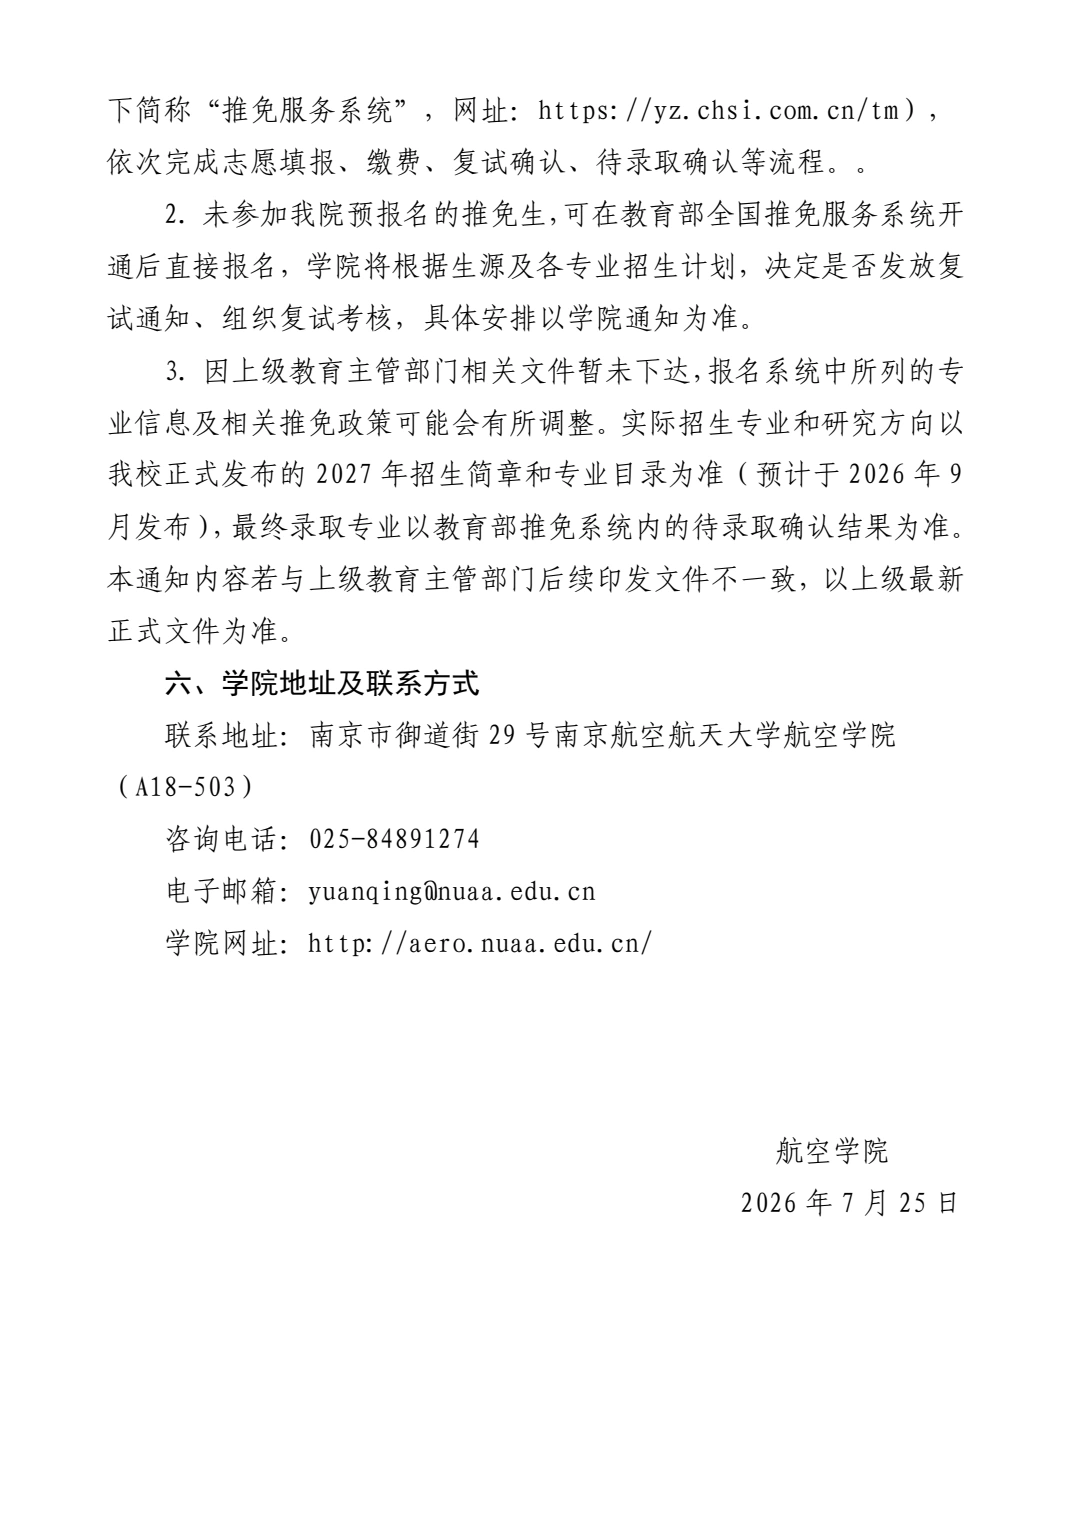 下简称“推免服务系统”，网址：https://yz.chsi.com.cn/tm），
依次完成志愿填报、缴费、复试确认、待录取确认等流程。。
2. 未参加我院预报名的推免生，可在教育部全国推免服务系统开
通后直接报名，学院将根据生源及各专业招生计划，决定是否发放复
试通知、组织复试考核，具体安排以学院通知为准。
3. 因上级教育主管部门相关文件暂未下达，报名系统中所列的专
业信息及相关推免政策可能会有所调整。实际招生专业和研究方向以
我校正式发布的 2027 年招生简章和专业目录为准（预计于 2026 年 9
月发布），最终录取专业以教育部推免系统内的待录取确认结果为准。
本通知内容若与上级教育主管部门后续印发文件不一致，以上级最新
正式文件为准。
六、学院地址及联系方式
联系地址：南京市御道街 29 号南京航空航天大学航空学院
（A18-503）
咨询电话：025-84891274
电子邮箱：yuanqing@nuaa.edu.cn
学院网址：http://aero.nuaa.edu.cn/
航空学院
2026 年 7 月 25 日